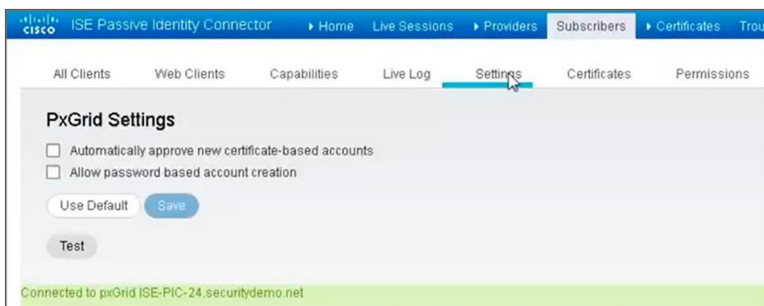 CISCO ISE Passive Identity Connector Home Live Sessions Providers Subscribers Certificates
All Clients Web Clients Capabilities Live Log Settings Certificates Permissions
PxGrid Settings
Automatically approve new certificate-based accounts
Allow password based account creation
Use Default Save
Test
Connected to pxGrid ISE-PIC-24.securitydemo.net